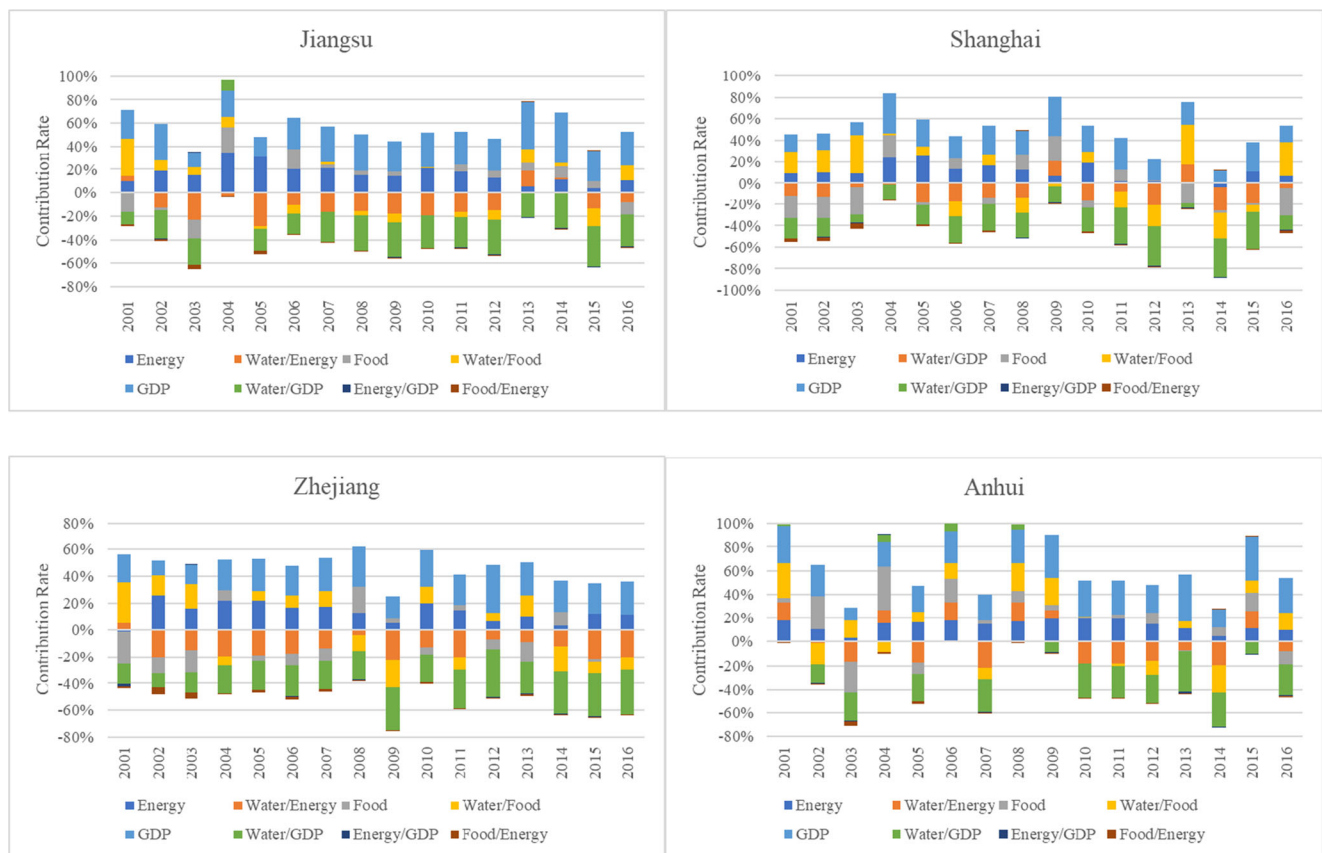 Jiangsu
Contribution Rate
100%
80%
60%
40%
20%
0%
-20%
-40%
-60%
-80%
2001 2002 2003 2004 2005 2006 2007 2008 2009 2010 2011 2012 2013 2014 2015 2016
Energy Water/Energy Food Water/Food
GDP Water/GDP Energy/GDP Food/Energy
Shanghai
Contribution Rate
100%
80%
60%
40%
20%
0%
-20%
-40%
-60%
-80%
-100%
2001 2002 2003 2004 2005 2006 2007 2008 2009 2010 2011 2012 2013 2014 2015 2016
Energy Water/GDP Food Water/Food
GDP Water/GDP Energy/GDP Food/Energy
Zhejiang
Contribution Rate
80%
60%
40%
20%
0%
-20%
-40%
-60%
-80%
2001 2002 2003 2004 2005 2006 2007 2008 2009 2010 2011 2012 2013 2014 2015 2016
Energy Water/Energy Food Water/Food
GDP Water/GDP Energy/GDP Food/Energy
Anhui
Contribution Rate
100%
80%
60%
40%
20%
0%
-20%
-40%
-60%
-80%
2001 2002 2003 2004 2005 2006 2007 2008 2009 2010 2011 2012 2013 2014 2015 2016
Energy Water/Energy Food Water/Food
GDP Water/GDP Energy/GDP Food/Energy